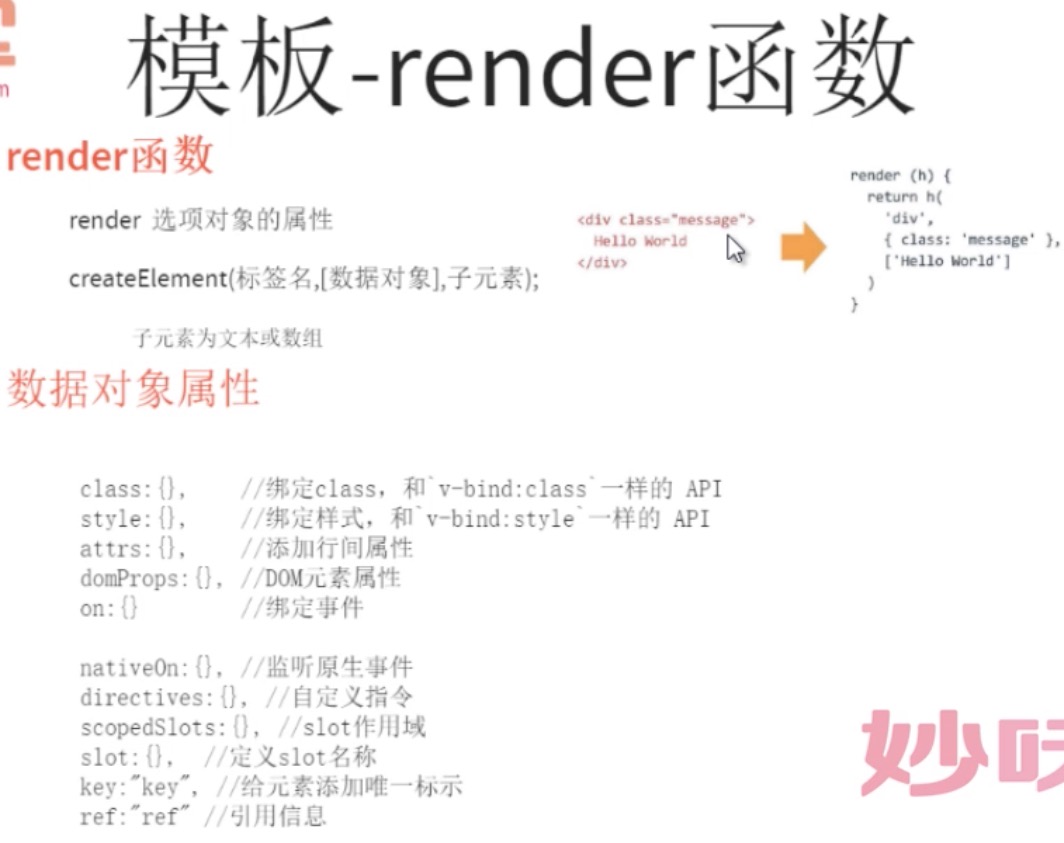 模板-render函数
render函数
render 选项对象的属性
createElement(标签名,[数据对象],子元素);
子元素为文本或数组
<div class="message">
Hello World
</div>
render (h) {
return h(
'div',
{ class: 'message' },
['Hello World']
)
}
数据对象属性
class:{}, //绑定class，和`v-bind:class`一样的 API
style:{}, //绑定样式，和`v-bind:style`一样的 API
attrs:{}, //添加行间属性
domProps:{}, //DOM元素属性
on:{} //绑定事件
nativeOn:{}, //监听原生事件
directives:{}, //自定义指令
scopedSlots:{}, //slot作用域
slot:{}, //定义slot名称
key:"key", //给元素添加唯一标示
ref:"ref" //引用信息
妙